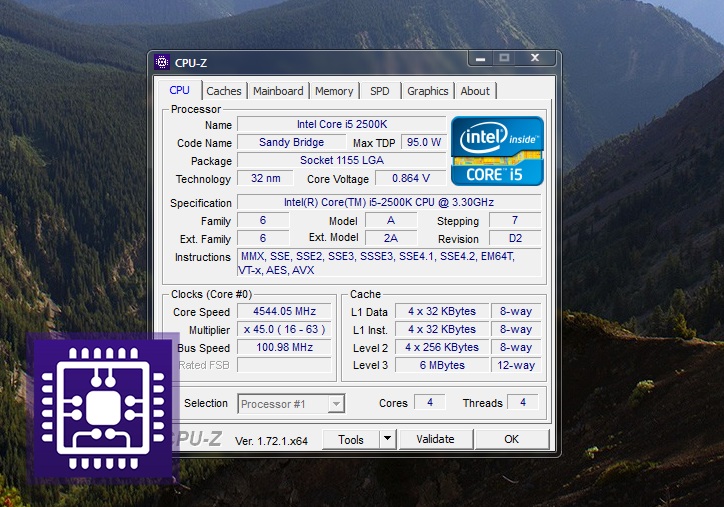 CPU-Z
CPU Caches Mainboard Memory SPD Graphics About
Processor
Name Intel Core i5 2500K
Code Name Sandy Bridge Max TDP 95.0 W
Package Socket 1155 LGA
Technology 32 nm Core Voltage 0.864 V
intel inside™
CORE™ i5
Specification Intel(R) Core(TM) i5-2500K CPU @ 3.30GHz
Family 6 Model A Stepping 7
Ext. Family 6 Ext. Model 2A Revision D2
Instructions MMX, SSE, SSE2, SSE3, SSSE3, SSE4.1, SSE4.2, EM64T,
VT-x, AES, AVX
Clocks (Core #0)
Core Speed 4544.05 MHz
Multiplier x 45.0 ( 16 - 63 )
Bus Speed 100.98 MHz
Rated FSB
Cache
L1 Data 4 x 32 KBytes 8-way
L1 Inst. 4 x 32 KBytes 8-way
Level 2 4 x 256 KBytes 8-way
Level 3 6 MBytes 12-way
Selection Processor #1 Cores 4 Threads 4
CPU-Z Ver. 1.72.1.x64 Tools Validate OK